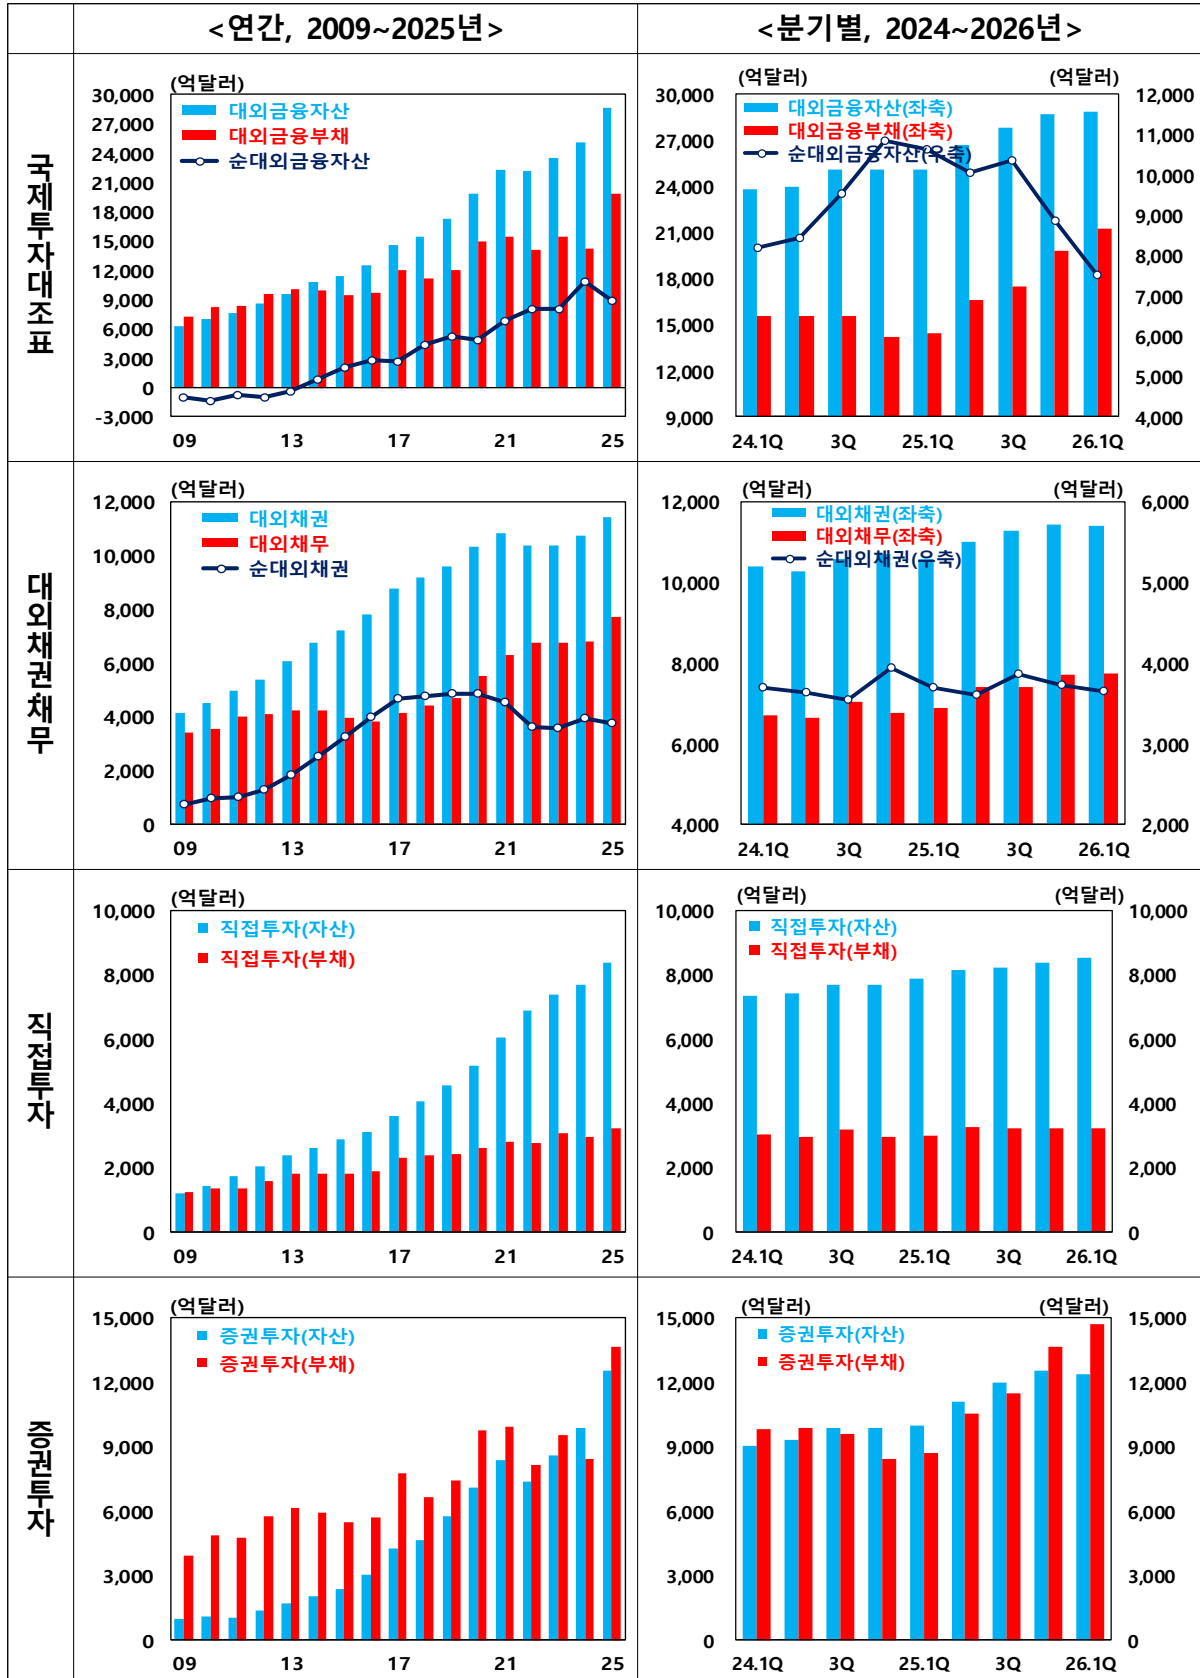 <연간, 2009~2025년>
<분기별, 2024~2026년>
국제투자대조표
(억달러)
30,000
27,000
24,000
21,000
18,000
15,000
12,000
9,000
6,000
3,000
0
-3,000
대외금융자산
대외금융부채
순대외금융자산
09 13 17 21 25
(억달러) (억달러)
30,000
27,000
24,000
21,000
18,000
15,000
12,000
9,000
대외금융자산(좌축)
대외금융부채(좌축)
순대외금융자산(우축)
12,000
11,000
10,000
9,000
8,000
7,000
6,000
5,000
4,000
24.1Q 3Q 25.1Q 3Q 26.1Q
대외채권·채무
(억달러)
12,000
10,000
8,000
6,000
4,000
2,000
0
대외채권
대외채무
순대외채권
09 13 17 21 25
(억달러) (억달러)
12,000
10,000
8,000
6,000
4,000
대외채권(좌축)
대외채무(좌축)
순대외채권(우축)
6,000
5,000
4,000
3,000
2,000
24.1Q 3Q 25.1Q 3Q 26.1Q
직접투자
(억달러)
10,000
8,000
6,000
4,000
2,000
0
직접투자(자산)
직접투자(부채)
09 13 17 21 25
(억달러) (억달러)
10,000
8,000
6,000
4,000
2,000
0
직접투자(자산)
직접투자(부채)
10,000
8,000
6,000
4,000
2,000
0
24.1Q 3Q 25.1Q 3Q 26.1Q
증권투자
(억달러)
15,000
12,000
9,000
6,000
3,000
0
증권투자(자산)
증권투자(부채)
09 13 17 21 25
(억달러) (억달러)
15,000
12,000
9,000
6,000
3,000
0
증권투자(자산)
증권투자(부채)
15,000
12,000
9,000
6,000
3,000
0
24.1Q 3Q 25.1Q 3Q 26.1Q